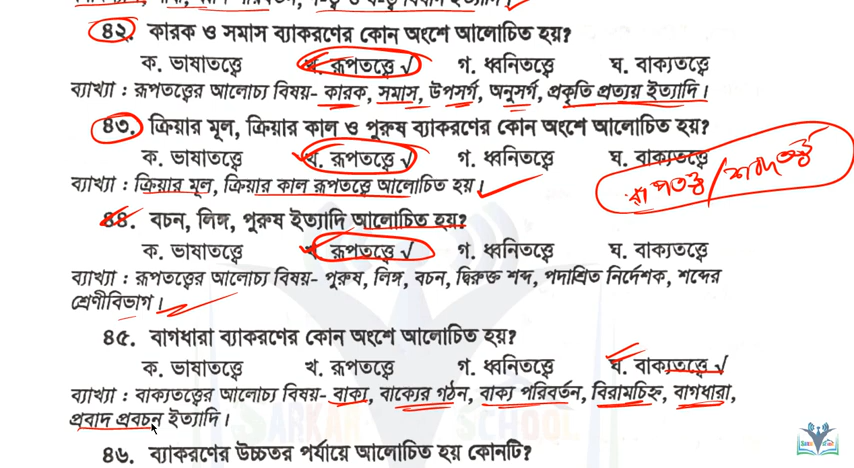 ৪২. কারক ও সমাস ব্যাকরণের কোন অংশে আলোচিত হয়?
ক. ভাষাতত্ত্বে খ. রূপতত্ত্বে√ গ. ধ্বনিতত্ত্বে ঘ. বাক্যতত্ত্বে
ব্যাখ্যা : রূপতত্ত্বের আলোচ্য বিষয়- কারক, সমাস, উপসর্গ, অনুসর্গ, প্রকৃতি প্রত্যয় ইত্যাদি।
৪৩. ক্রিয়ার মূল, ক্রিয়ার কাল ও পুরুষ ব্যাকরণের কোন অংশে আলোচিত হয়?
ক. ভাষাতত্ত্বে খ. রূপতত্ত্বে√ গ. ধ্বনিতত্ত্বে ঘ. বাক্যতত্ত্বে
রূপতত্ত্ব/শব্দতত্ত্ব
ব্যাখ্যা : ক্রিয়ার মূল, ক্রিয়ার কাল রূপতত্ত্বে আলোচিত হয়।
৪৪. বচন, লিঙ্গ, পুরুষ ইত্যাদি আলোচিত হয়?
ক. ভাষাতত্ত্বে খ. রূপতত্ত্বে√ গ. ধ্বনিতত্ত্বে ঘ. বাক্যতত্ত্বে
ব্যাখ্যা : রূপতত্ত্বের আলোচ্য বিষয়- পুরুষ, লিঙ্গ, বচন, দ্বিরুক্ত শব্দ, পদাশ্রিত নির্দেশক, শব্দের
শ্রেণীবিভাগ।
৪৫. বাগধারা ব্যাকরণের কোন অংশে আলোচিত হয়?
ক. ভাষাতত্ত্বে খ. রূপতত্ত্বে গ. ধ্বনিতত্ত্বে ঘ. বাক্যতত্ত্বে√
ব্যাখ্যা : বাক্যতত্ত্বের আলোচ্য বিষয়- বাক্য, বাক্যের গঠন, বাক্য পরিবর্তন, বিরামচিহ্ন, বাগধারা,
প্রবাদ প্রবচন ইত্যাদি।
SARKAR SCHOOL
৪৬. ব্যাকরণের উচ্চতর পর্যায়ে আলোচিত হয় কোনটি?